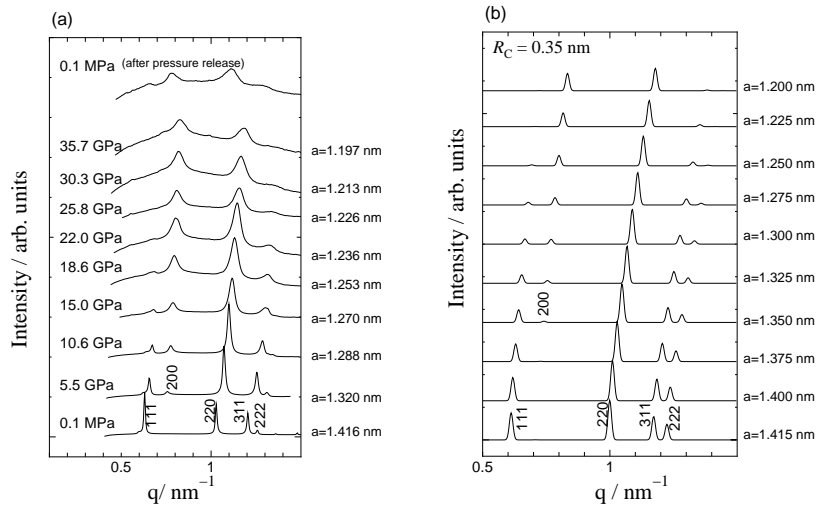 (a)
0.1 MPa (after pressure release)
35.7 GPa
a=1.197 nm
30.3 GPa
a=1.213 nm
25.8 GPa
a=1.226 nm
22.0 GPa
a=1.236 nm
18.6 GPa
a=1.253 nm
15.0 GPa
a=1.270 nm
10.6 GPa
a=1.288 nm
5.5 GPa
200
a=1.320 nm
0.1 MPa
111
220
311
222
a=1.416 nm
0.5
1
q/ nm⁻¹
Intensity / arb. units
(b)
R_C = 0.35 nm
a=1.200 nm
a=1.225 nm
a=1.250 nm
a=1.275 nm
a=1.300 nm
a=1.325 nm
200
a=1.350 nm
a=1.375 nm
a=1.400 nm
111
220
311
222
a=1.415 nm
0.5
1
q/ nm⁻¹
Intensity / arb. units